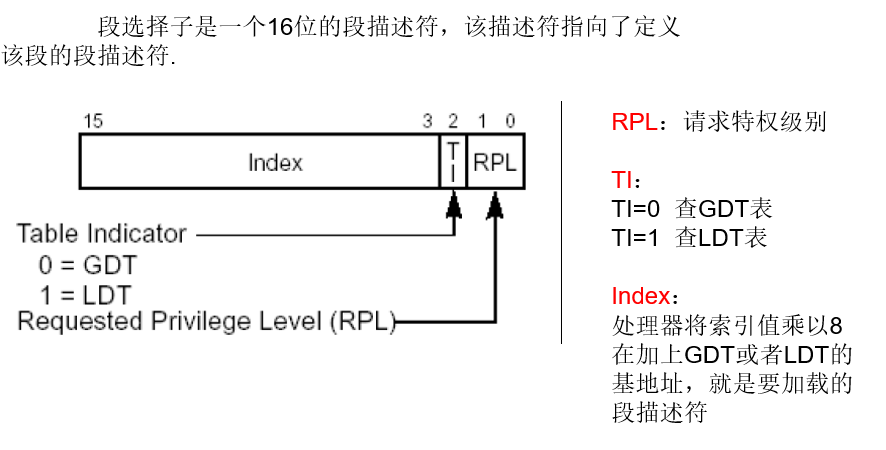 段选择子是一个16位的段描述符，该描述符指向了定义
该段的段描述符.
15 3 2 1 0
Index TI RPL
Table Indicator
0 = GDT
1 = LDT
Requested Privilege Level (RPL)
RPL：请求特权级别
TI：
TI=0 查GDT表
TI=1 查LDT表
Index：
处理器将索引值乘以8
在加上GDT或者LDT的
基地址，就是要加载的
段描述符